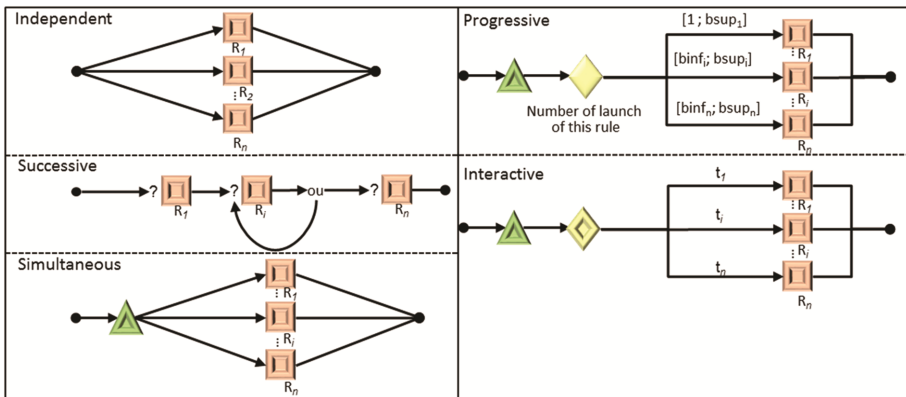 Independent
R1
R2
⋮
Rn
Successive
?
R1
?
Ri
ou
?
Rn
Simultaneous
⋮
R1
⋮
Ri
Rn
Progressive
[1 ; bsup1]
⋮
R1
[binfi; bsupi]
Ri
Number of launch
of this rule
[binfn; bsupn]
Rn
Interactive
t1
⋮
R1
ti
Ri
tn
Rn